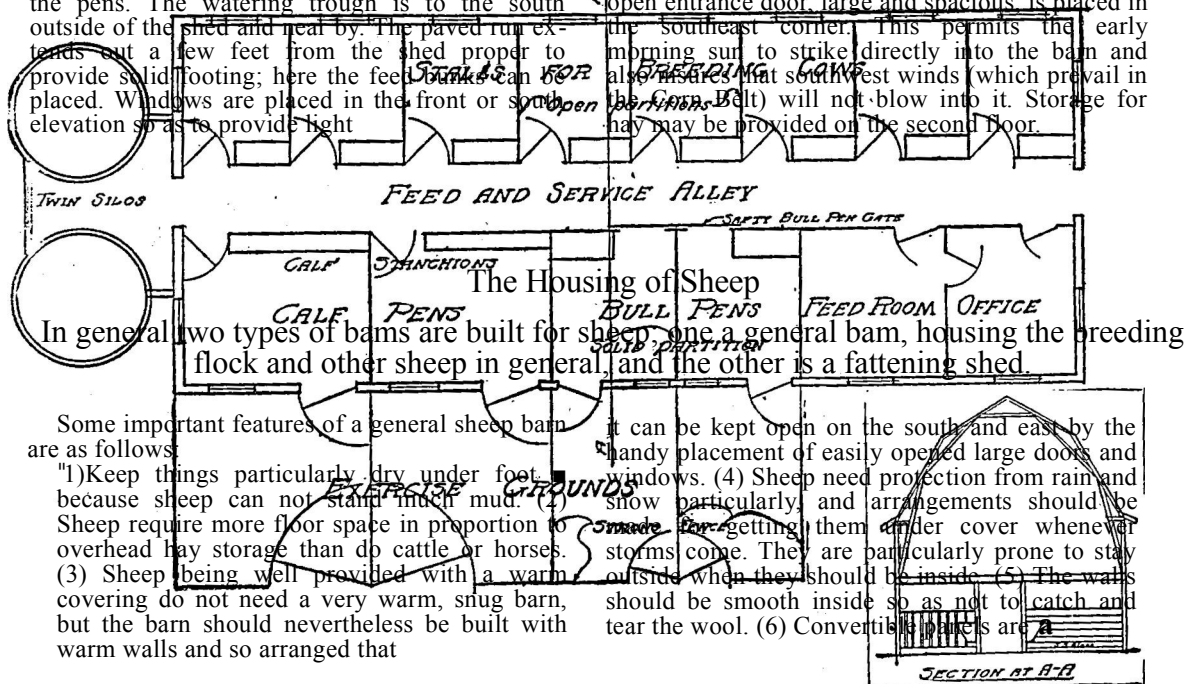 the pens. The watering trough is to the south
outside of the shed and near by. The paved run ex-
tends out a few feet from the shed proper to
provide solid footing; here the feed bunks can be
placed. Windows are placed in the front or south
elevation so as to provide light
open entrance door, large and spacious, is placed in
the southeast corner. This permits the early
morning sun to strike directly into the barn and
also insures that southwest winds (which prevail in
the Corn Belt) will not blow into it. Storage for
hay may be provided on the second floor.
STALLS FOR BREEDING COWS
Open partitions
TWIN SILOS
FEED AND SERVICE ALLEY
SAFTY BULL PEN GATE
CALF STANCHIONS
CALF PENS
BULL PENS
FEED ROOM
OFFICE
SOLID PARTITION
The Housing of Sheep
In general two types of bams are built for sheep, one a general bam, housing the breeding
flock and other sheep in general, and the other is a fattening shed.
Some important features of a general sheep barn
are as follows:
"1)Keep things particularly dry under foot
because sheep can not stand much mud. (2)
Sheep require more floor space in proportion to
overhead hay storage than do cattle or horses.
(3) Sheep being well provided with a warm
covering do not need a very warm, snug barn,
but the barn should nevertheless be built with
warm walls and so arranged that
it can be kept open on the south and east by the
handy placement of easily opened large doors and
windows. (4) Sheep need protection from rain and
snow particularly, and arrangements should be
made for getting them under cover whenever
storms come. They are particularly prone to stay
outside when they should be inside. (5) The walls
should be smooth inside so as not to catch and
tear the wool. (6) Convertible panels are a
EXERCISE GROUNDS
A
SECTION AT A-A